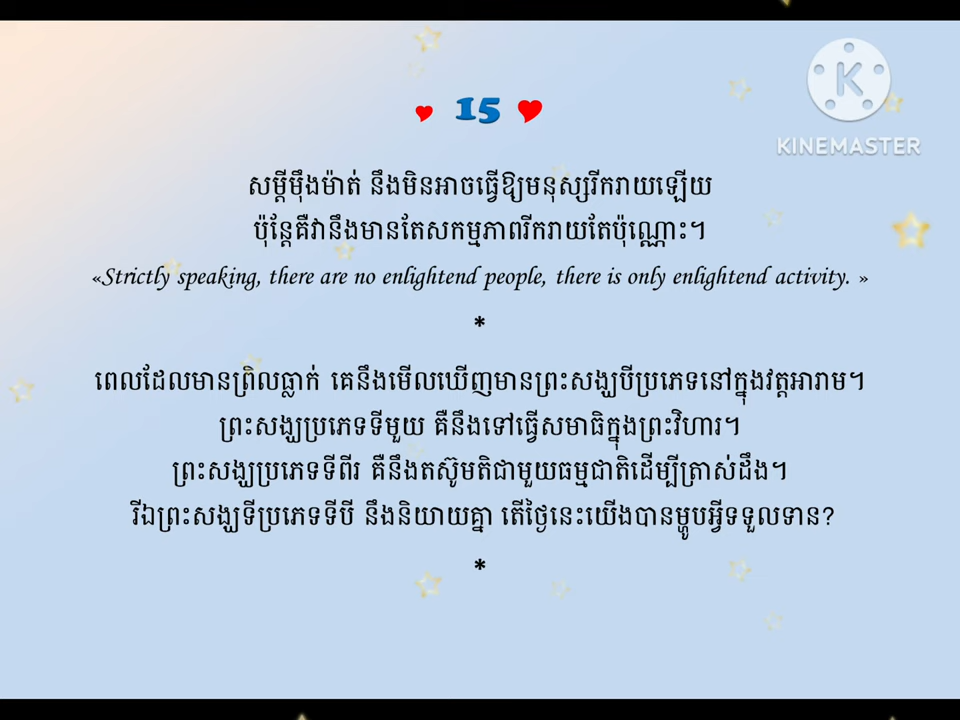 15
KINEMASTER
សម្តីម៉ឹងម៉ាត់ នឹងមិនអាចធ្វើឱ្យមនុស្សរីករាយឡើយ
ប៉ុន្តែគឺវានឹងមានតែសកម្មភាពរីករាយតែប៉ុណ្ណោះ។
«Strictly speaking, there are no enlightend people, there is only enlightend activity. »
*
ពេលដែលមានព្រិលធ្លាក់ គេនឹងមើលឃើញមានព្រះសង្ឃបីប្រភេទនៅក្នុងវត្តអារាម។
ព្រះសង្ឃប្រភេទទីមួយ គឺនឹងទៅធ្វើសមាធិក្នុងព្រះវិហារ។
ព្រះសង្ឃប្រភេទទីពីរ គឺនឹងតស៊ូមតិជាមួយធម្មជាតិដើម្បីត្រាស់ដឹង។
រីឯព្រះសង្ឃទីប្រភេទទីបី នឹងនិយាយគ្នា តើថ្ងៃនេះយើងបានម្ហូបអ្វីទទួលទាន?
*